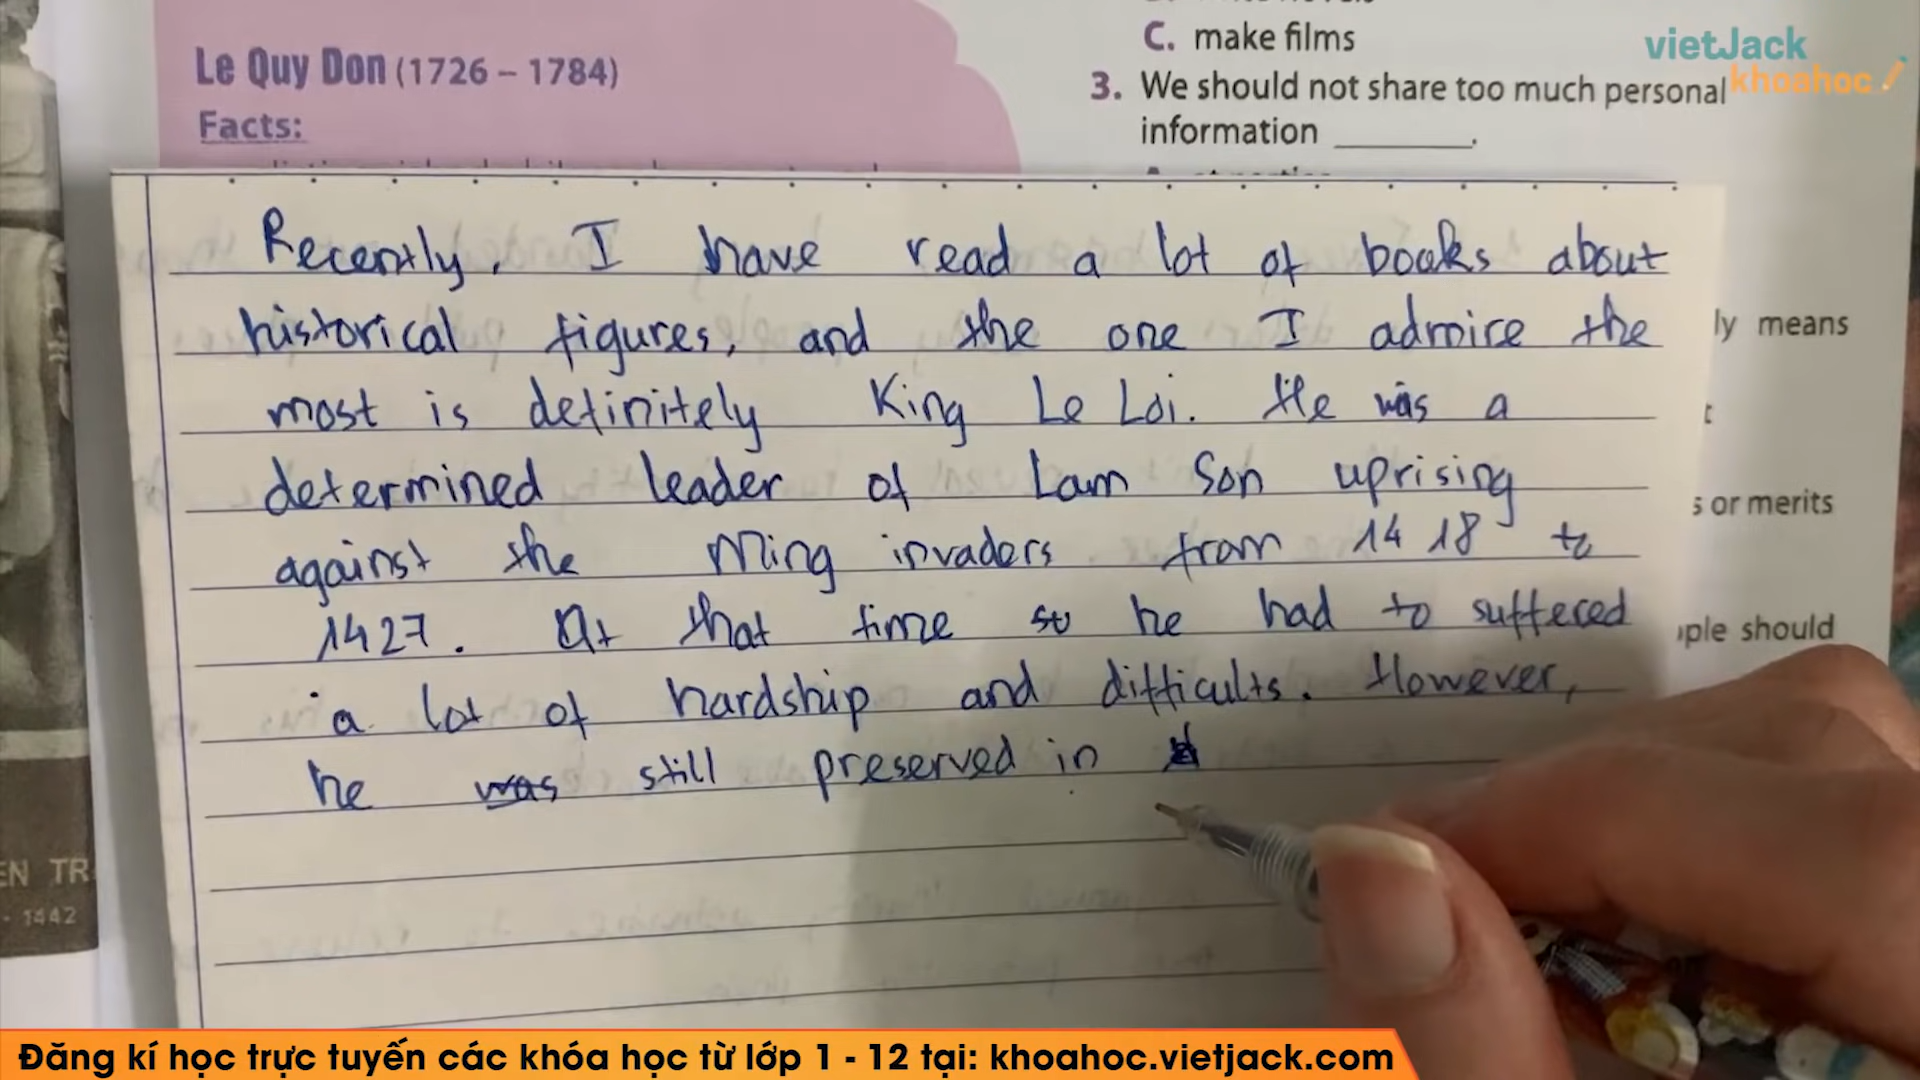 Le Quy Don (1726 – 1784)
Facts:
C. make films
3. We should not share too much personal
information ________.
vietJack
khoahoc
Recently, I have read a lot of books about
historical figures, and the one I admire the
most is definitely King Le Loi. He was a
determined leader of Lam Son uprising
against the Ming invaders from 1418 to
1427. At that time so he had to suffered
a lot of hardship and difficults. However,
he was still preserved in
ly means
s or merits
ple should
EN TR
- 1442
Đăng kí học trực tuyến các khóa học từ lớp 1 - 12 tại: khoahoc.vietjack.com